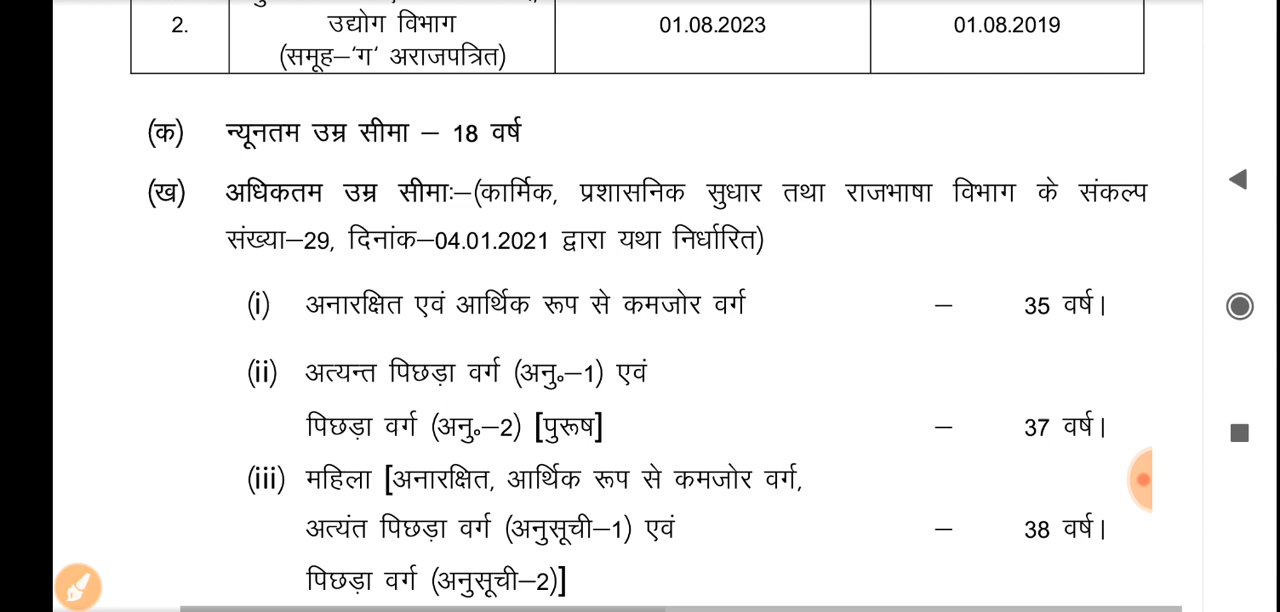 2.
उद्योग विभाग
(समूह–‘ग‘ अराजपत्रित)
01.08.2023
01.08.2019
(क) न्यूनतम उम्र सीमा – 18 वर्ष
(ख) अधिकतम उम्र सीमाः–(कार्मिक, प्रशासनिक सुधार तथा राजभाषा विभाग के संकल्प
संख्या–29, दिनांक–04.01.2021 द्वारा यथा निर्धारित)
(i) अनारक्षित एवं आर्थिक रूप से कमजोर वर्ग – 35 वर्ष।
(ii) अत्यन्त पिछड़ा वर्ग (अनु॰–1) एवं
पिछड़ा वर्ग (अनु॰–2) [पुरूष] – 37 वर्ष।
(iii) महिला [अनारक्षित, आर्थिक रूप से कमजोर वर्ग,
अत्यंत पिछड़ा वर्ग (अनुसूची–1) एवं – 38 वर्ष।
पिछड़ा वर्ग (अनुसूची–2)]